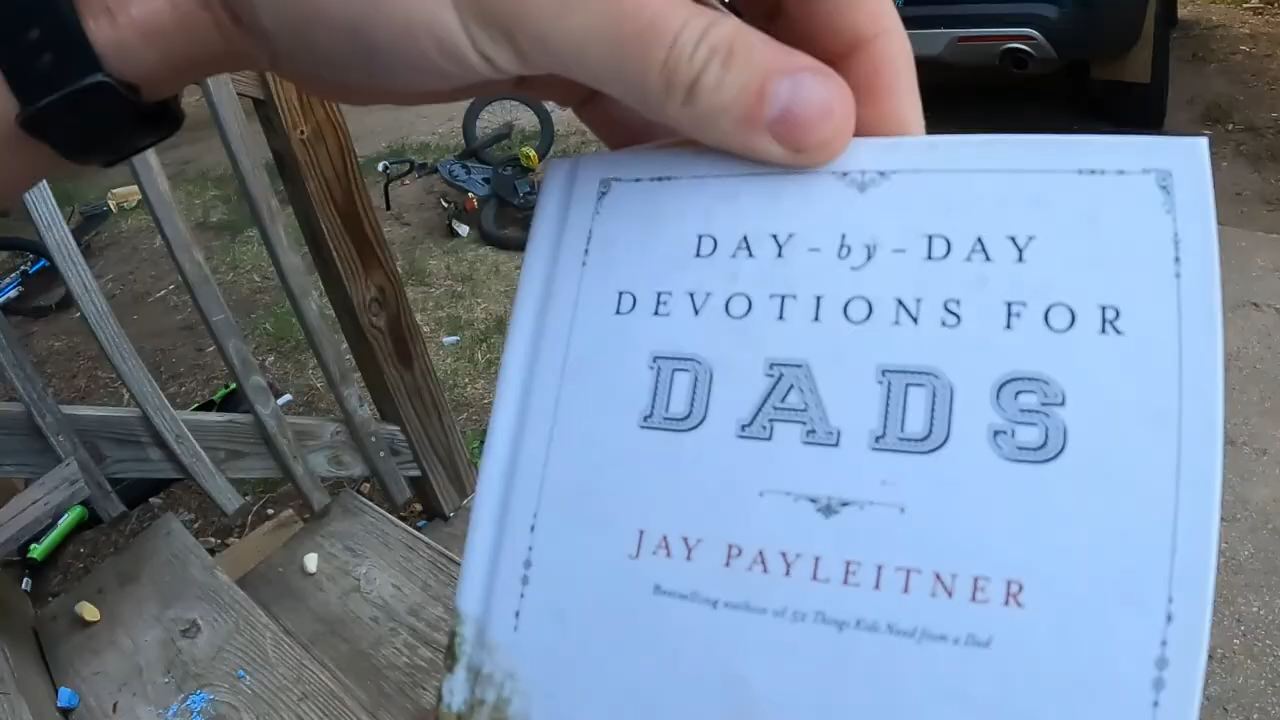 DAY-by-DAY
DEVOTIONS FOR
DADS
JAY PAYLEITNER
Bestselling author of 52 Things Kids Need from a Dad